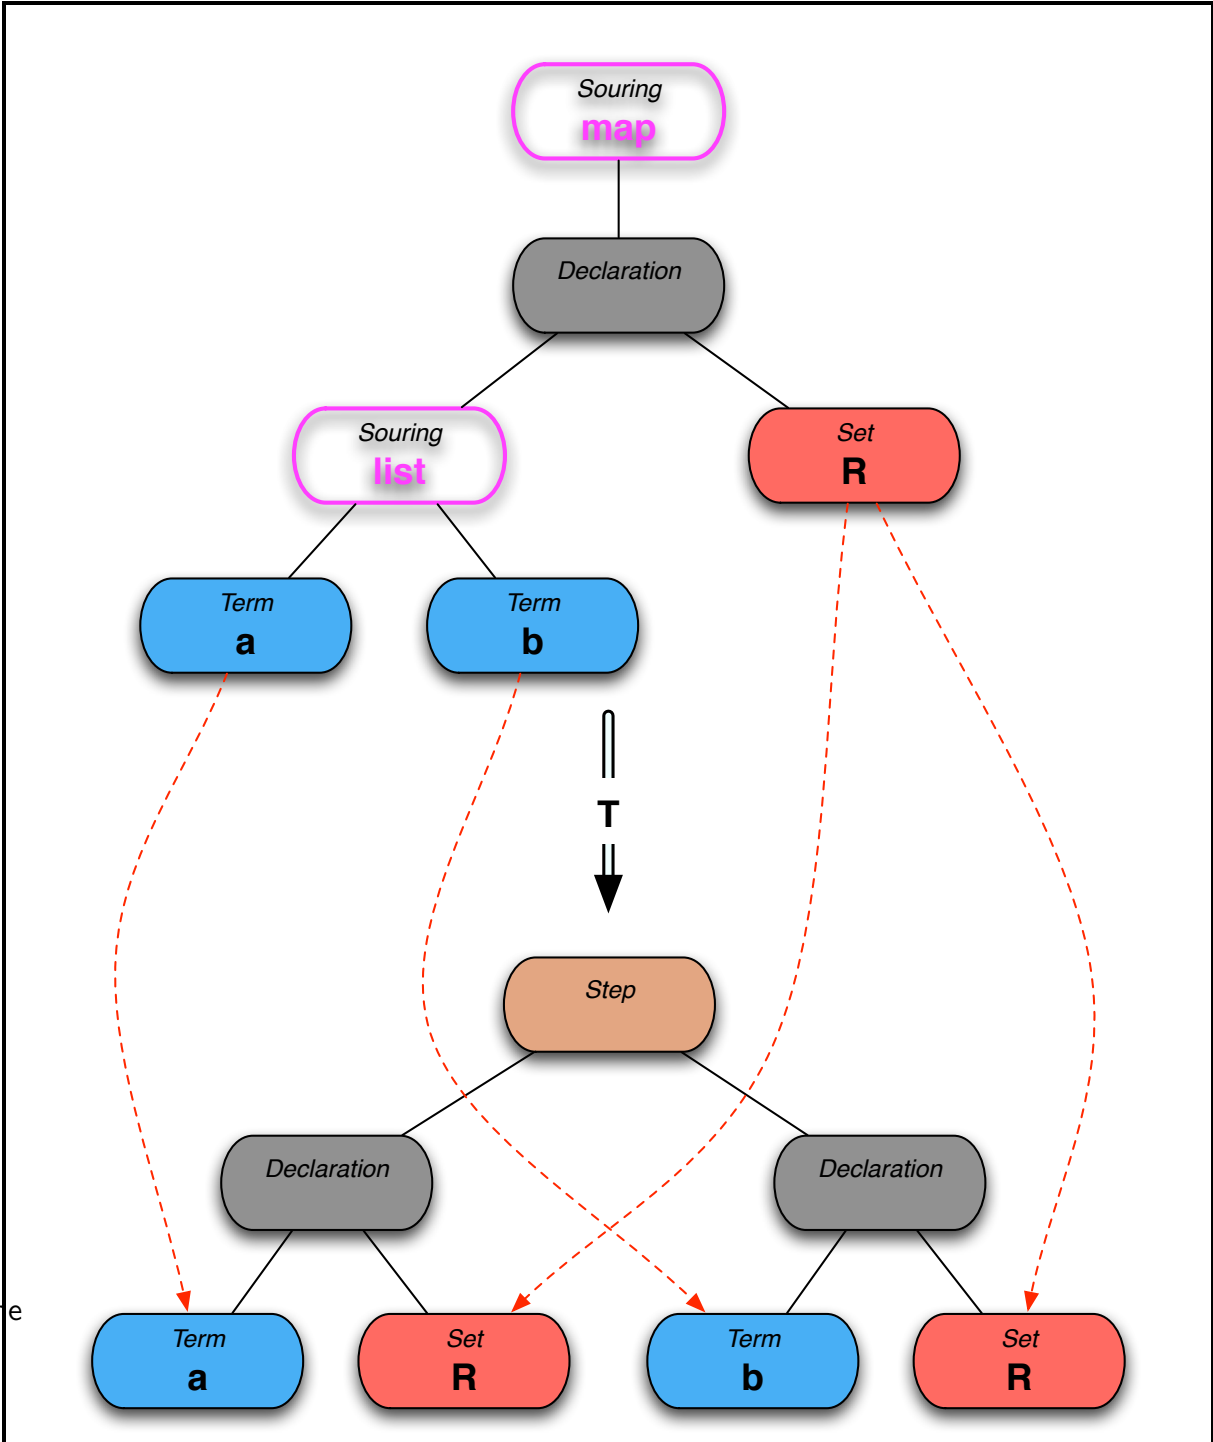 Souring
map
Declaration
Souring
list
Set
R
Term
a
Term
b
T
Step
Declaration
Declaration
e
Term
a
Set
R
Term
b
Set
R